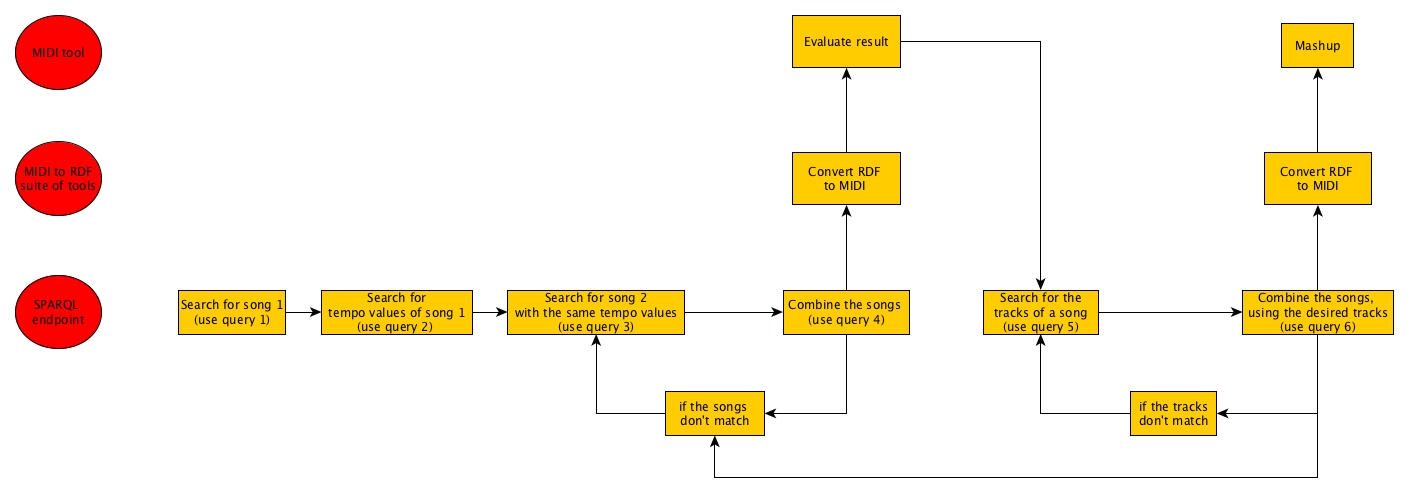 MIDI tool
Evaluate result
Mashup
MIDI to RDF
suite of tools
Convert RDF
to MIDI
Convert RDF
to MIDI
SPARQL
endpoint
Search for song 1
(use query 1)
Search for
tempo values of song 1
(use query 2)
Search for song 2
with the same tempo values
(use query 3)
Combine the songs
(use query 4)
Search for the
tracks of a song
(use query 5)
Combine the songs,
using the desired tracks
(use query 6)
if the songs
don't match
if the tracks
don't match